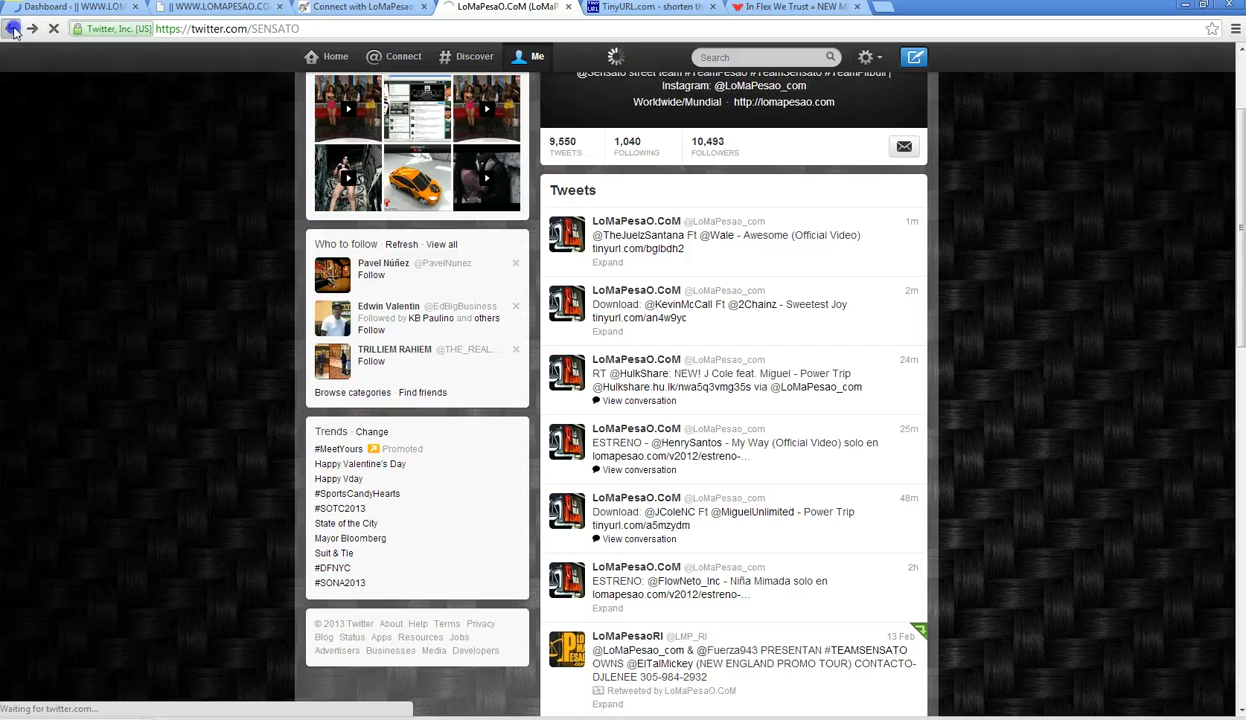 Dashboard ‹ || WWW.LOM
|| WWW.LOMAPESAO.CO
Connect with LoMaPesac
LoMaPesaO.CoM (LoMaP
TinyURL.com - shorten th
In Flex We Trust » NEW M
Twitter, Inc. [US]
https://twitter.com/SENSATO
Home
Connect
# Discover
Me
Search
@Sensato street team #TeamPesao #TeamSensato #TeamPitbull |
Instagram: @LoMaPesao_com
Worldwide/Mundial · http://lomapesao.com
9,550
TWEETS
1,040
FOLLOWING
10,493
FOLLOWERS
Who to follow · Refresh · View all
Pavel Núñez @PavelNunez
Follow
Edwin Valentin @EdBigBusiness
Followed by KB Paulino and others
Follow
TRILLIEM RAHIEM @THE_REAL...
Follow
Browse categories · Find friends
Trends · Change
#MeetYours Promoted
Happy Valentine's Day
Happy Vday
#SportsCandyHearts
#SOTC2013
State of the City
Mayor Bloomberg
Suit & Tie
#DFNYC
#SONA2013
© 2013 Twitter About Help Terms Privacy
Blog Status Apps Resources Jobs
Advertisers Businesses Media Developers
Tweets
LoMaPesaO.CoM @LoMaPesao_com 1m
@TheJuelzSantana Ft @Wale - Awesome (Official Video)
tinyurl.com/bglbdh2
Expand
LoMaPesaO.CoM @LoMaPesao_com 2m
Download: @KevinMcCall Ft @2Chainz - Sweetest Joy
tinyurl.com/an4w9yc
Expand
LoMaPesaO.CoM @LoMaPesao_com 24m
RT @HulkShare: NEW! J Cole feat. Miguel - Power Trip
@Hulkshare:hu.lk/nwa5q3vmg35s via @LoMaPesao_com
View conversation
LoMaPesaO.CoM @LoMaPesao_com 25m
ESTRENO - @HenrySantos - My Way (Official Video) solo en
lomapesao.com/v2012/estreno-...
View conversation
LoMaPesaO.CoM @LoMaPesao_com 48m
Download: @JColeNC Ft @MiguelUnlimited - Power Trip
tinyurl.com/a5mzydm
View conversation
LoMaPesaO.CoM @LoMaPesao_com 2h
ESTRENO: @FlowNeto_Inc - Niña Mimada solo en
lomapesao.com/v2012/estreno-...
Expand
LoMaPesaoRI @LMP_RI 13 Feb
@LoMaPesao_com & @Fuerza943 PRESENTAN #TEAMSENSATO
OWNS @ElTalMickey (NEW ENGLAND PROMO TOUR) CONTACTO-
DJLENEE 305-984-2932
Retweeted by LoMaPesaO.CoM
Expand
Waiting for twitter.com...